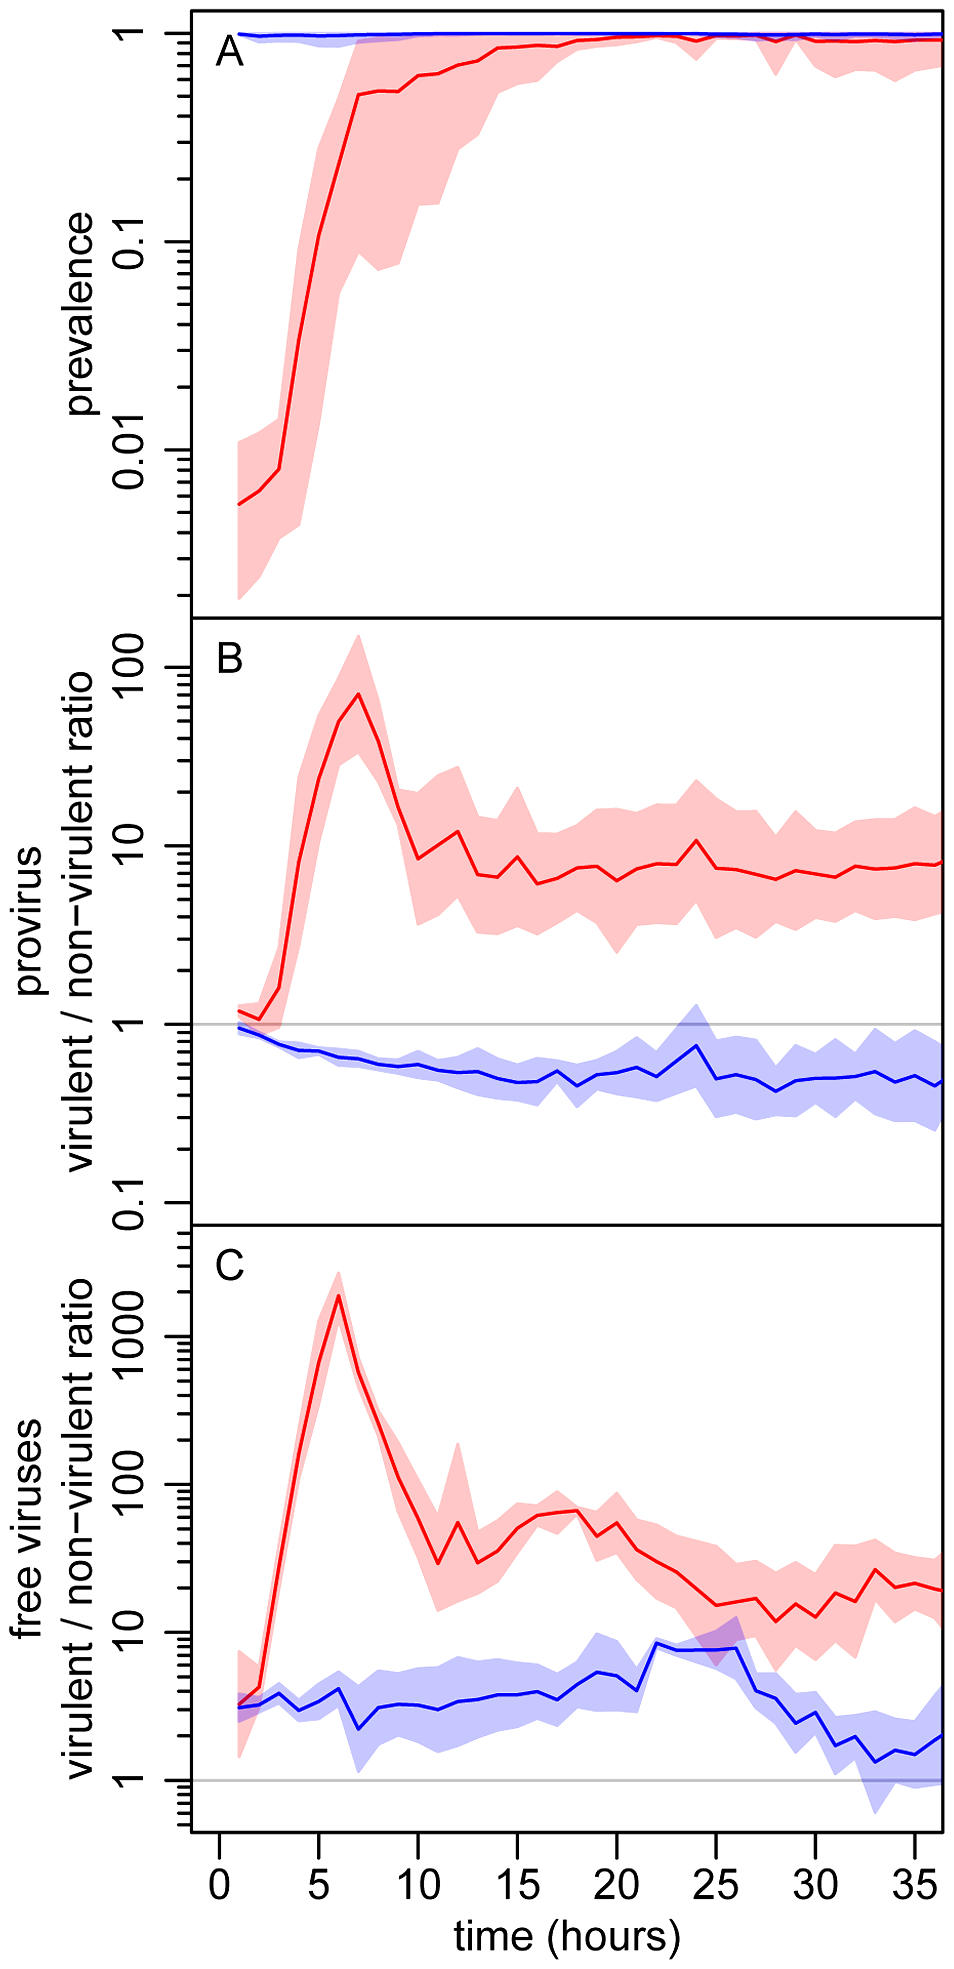 A
prevalence
1
0.1
0.01
B
provirus
virulent / non−virulent ratio
100
10
1
0.1
C
free viruses
virulent / non−virulent ratio
1000
100
10
1
0 5 10 15 20 25 30 35
time (hours)